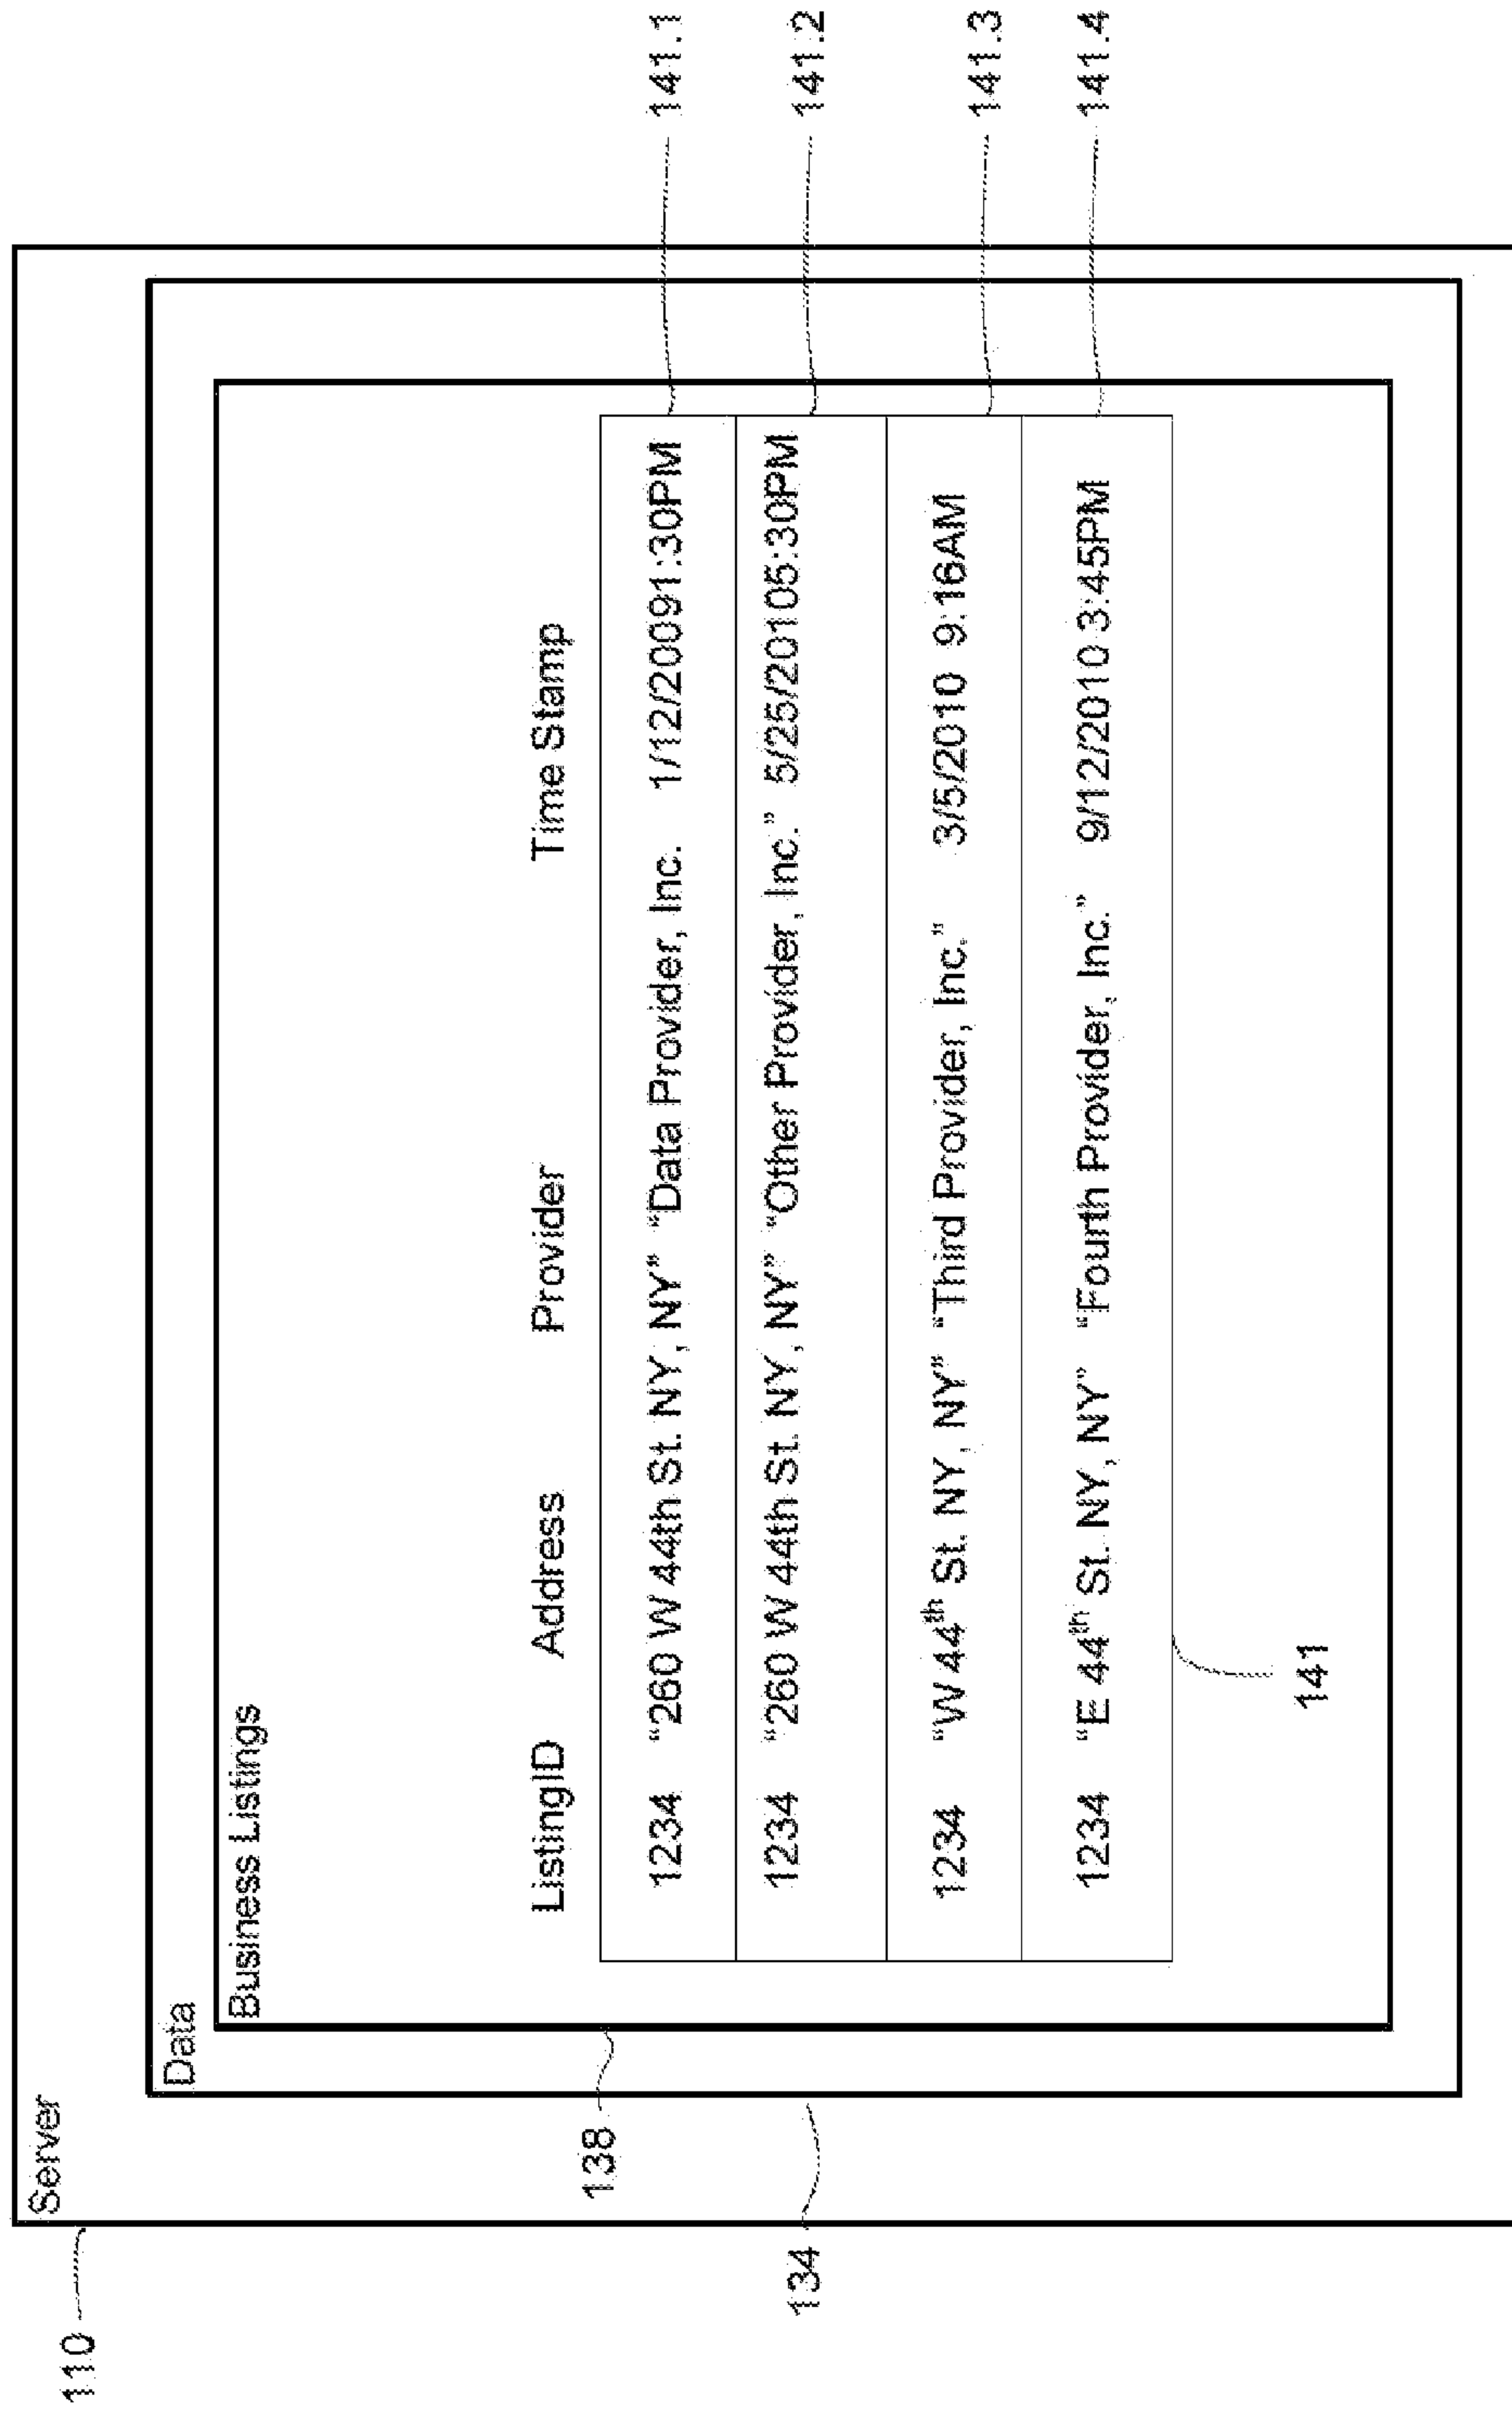 110
Server
Data
Business Listings
134
138
ListingID Address Provider Time Stamp
1234 “260 W 44th St. NY, NY” “Data Provider, Inc. 1/12/20091:30PM
141.1
1234 “260 W 44th St. NY, NY” “Other Provider, Inc.” 5/25/20105:30PM
141.2
1234 “W 44th St. NY, NY” “Third Provider, Inc.” 3/5/2010 9:16AM
141.3
1234 “E 44th St. NY, NY” “Fourth Provider, Inc.” 9/12/2010 3:45PM
141.4
141